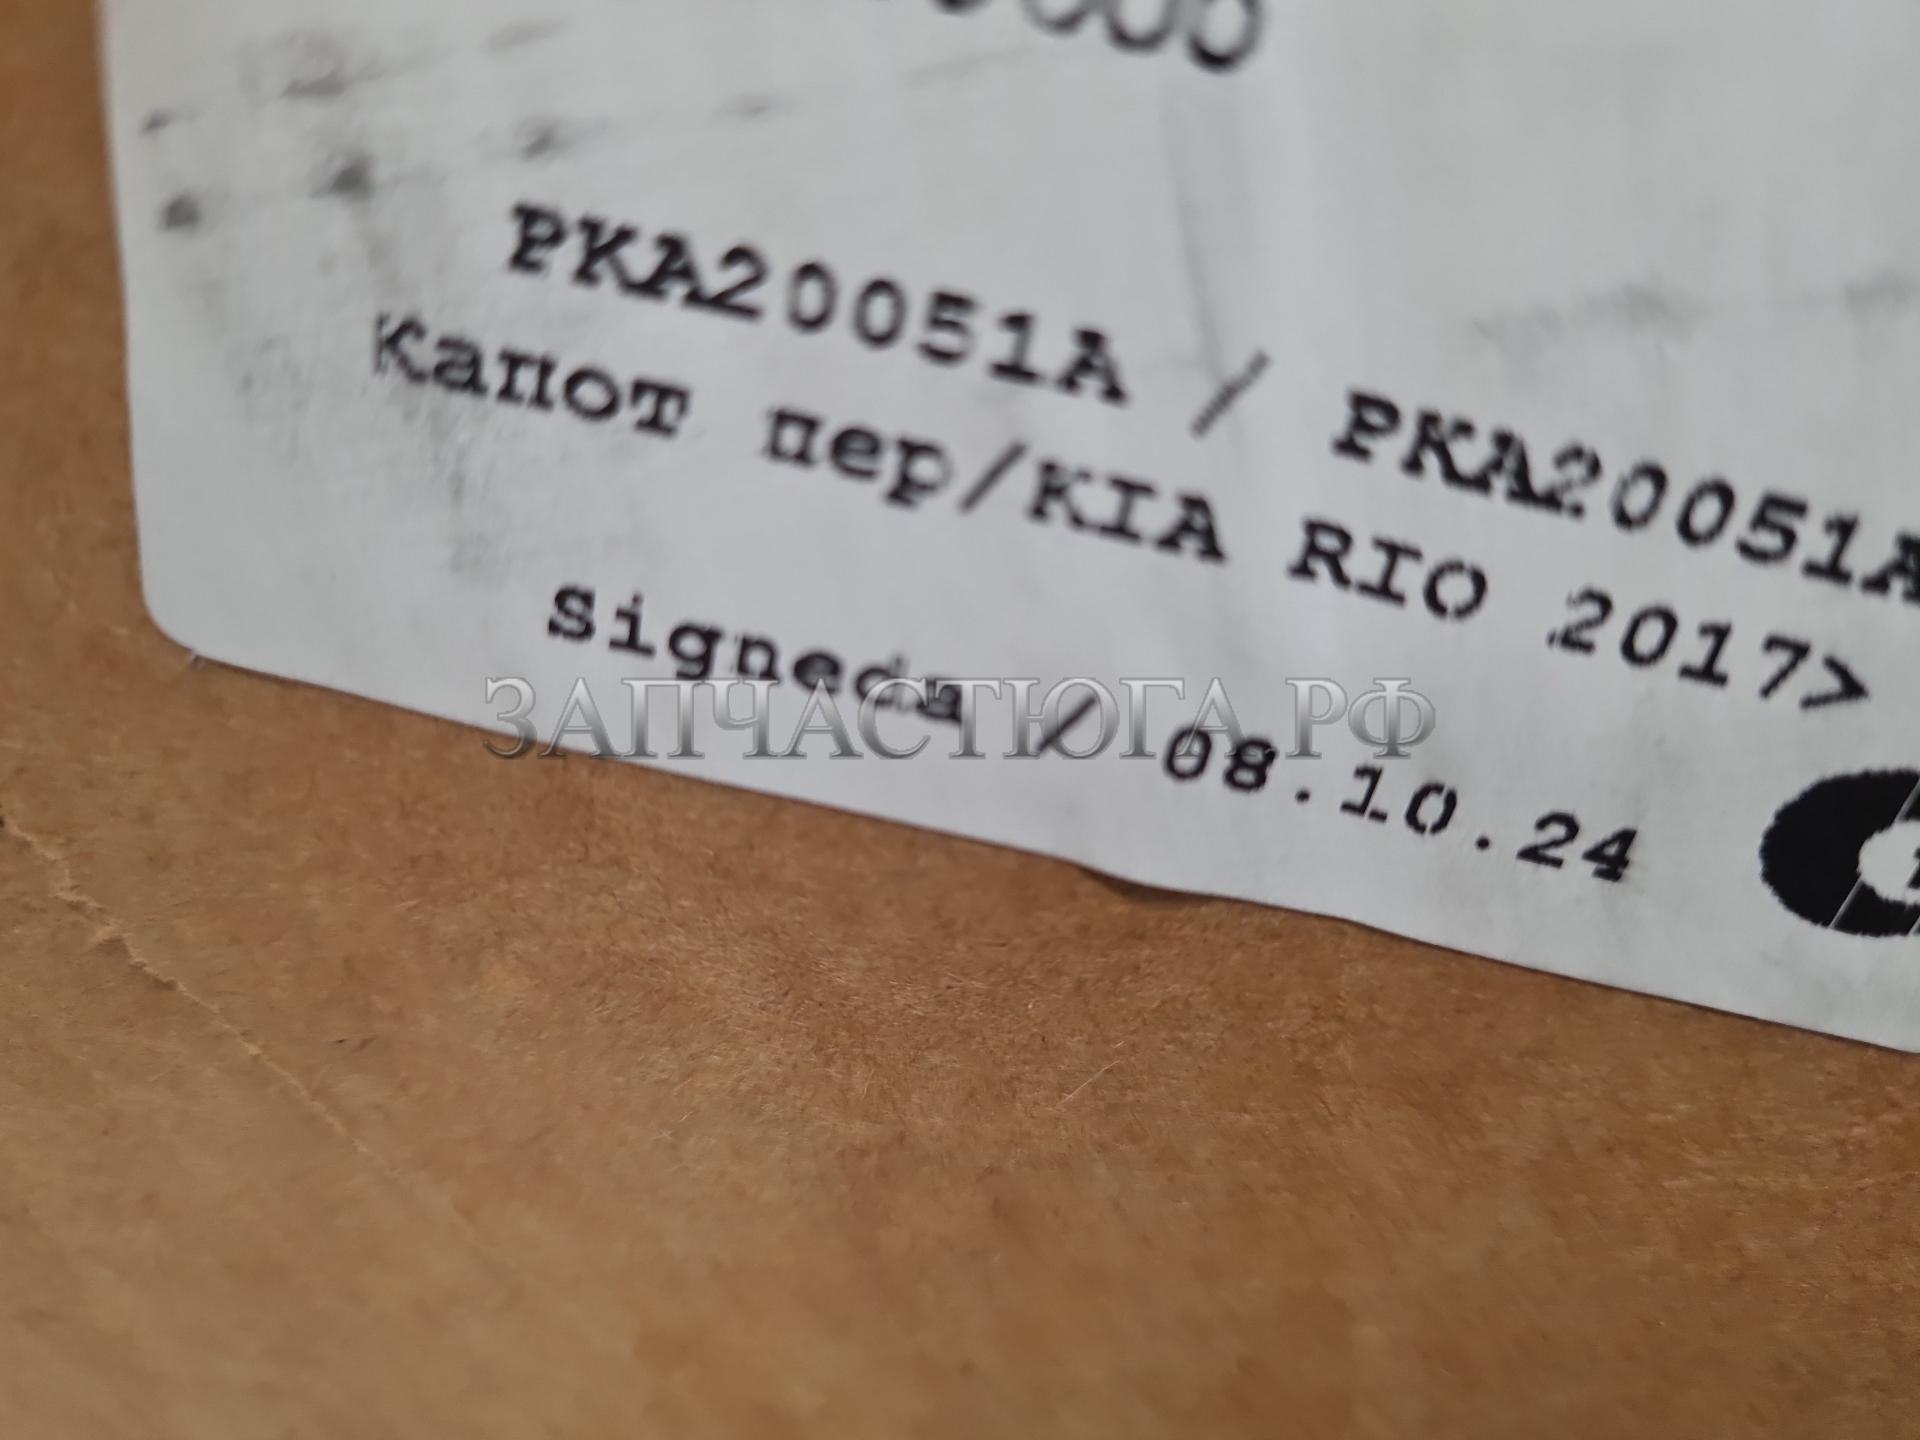 PKA20051A / PKA20051A
капот пер/KIA RIO 2017>
Signeda / 08.10.24
ЗАПЧАСТЮГА.РФ